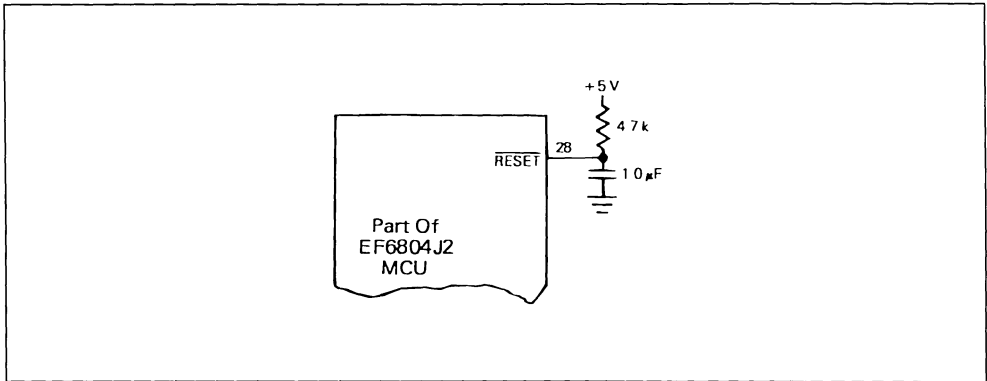 +5 V
4 7k
28
RESET
1 0 µF
Part Of
EF6804J2
MCU